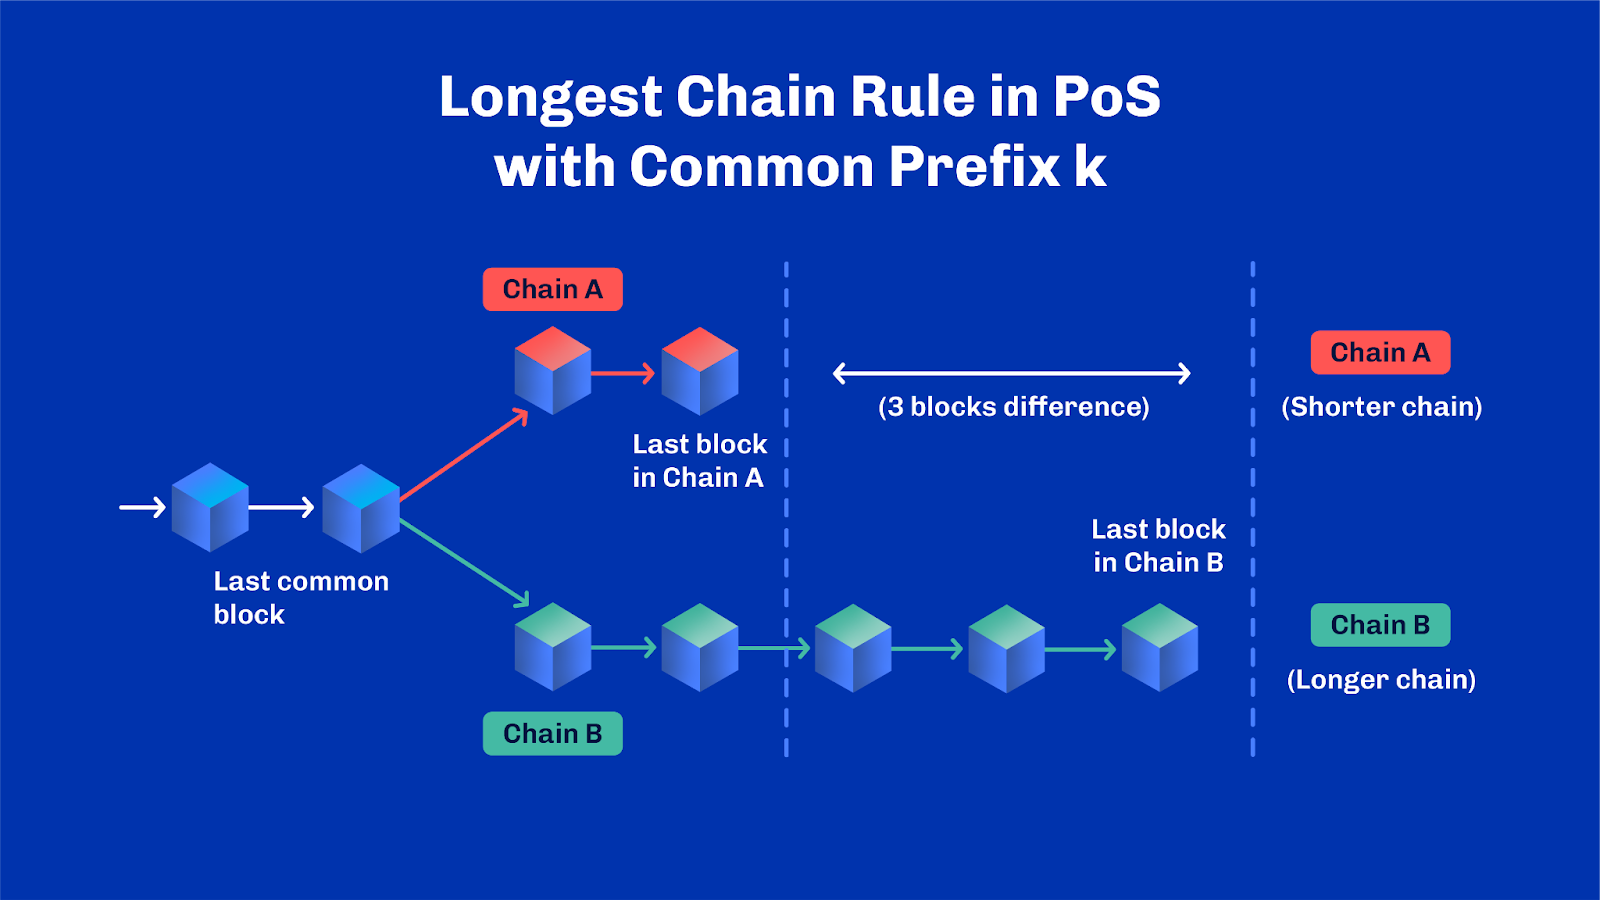 Longest Chain Rule in PoS
with Common Prefix k
Chain A
Last block
in Chain A
(3 blocks difference)
Chain A
(Shorter chain)
Last common
block
Last block
in Chain B
Chain B
Chain B
(Longer chain)